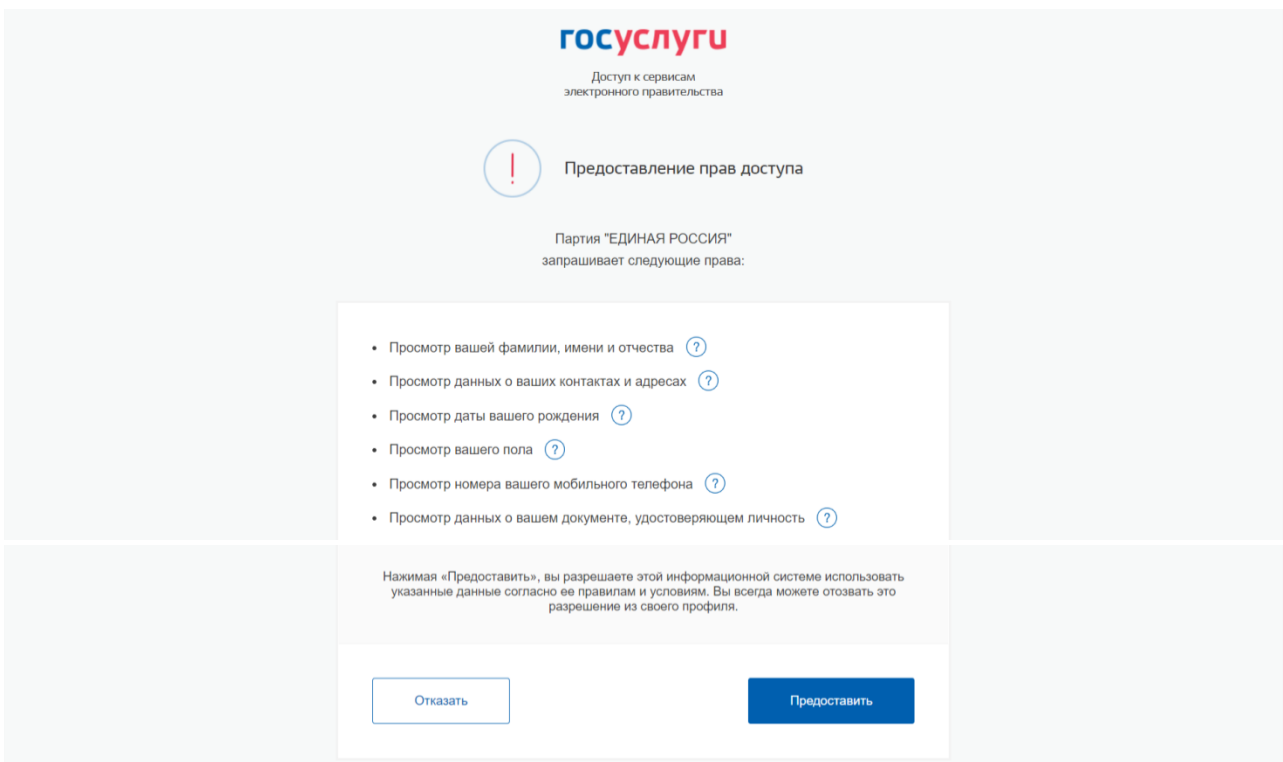 госуслуги
Доступ к сервисам
электронного правительства
!
Предоставление прав доступа
Партия "ЕДИНАЯ РОССИЯ"
запрашивает следующие права:
• Просмотр вашей фамилии, имени и отчества ?
• Просмотр данных о ваших контактах и адресах ?
• Просмотр даты вашего рождения ?
• Просмотр вашего пола ?
• Просмотр номера вашего мобильного телефона ?
• Просмотр данных о вашем документе, удостоверяющем личность ?
Нажимая «Предоставить», вы разрешаете этой информационной системе использовать
указанные данные согласно ее правилам и условиям. Вы всегда можете отозвать это
разрешение из своего профиля.
Отказать
Предоставить